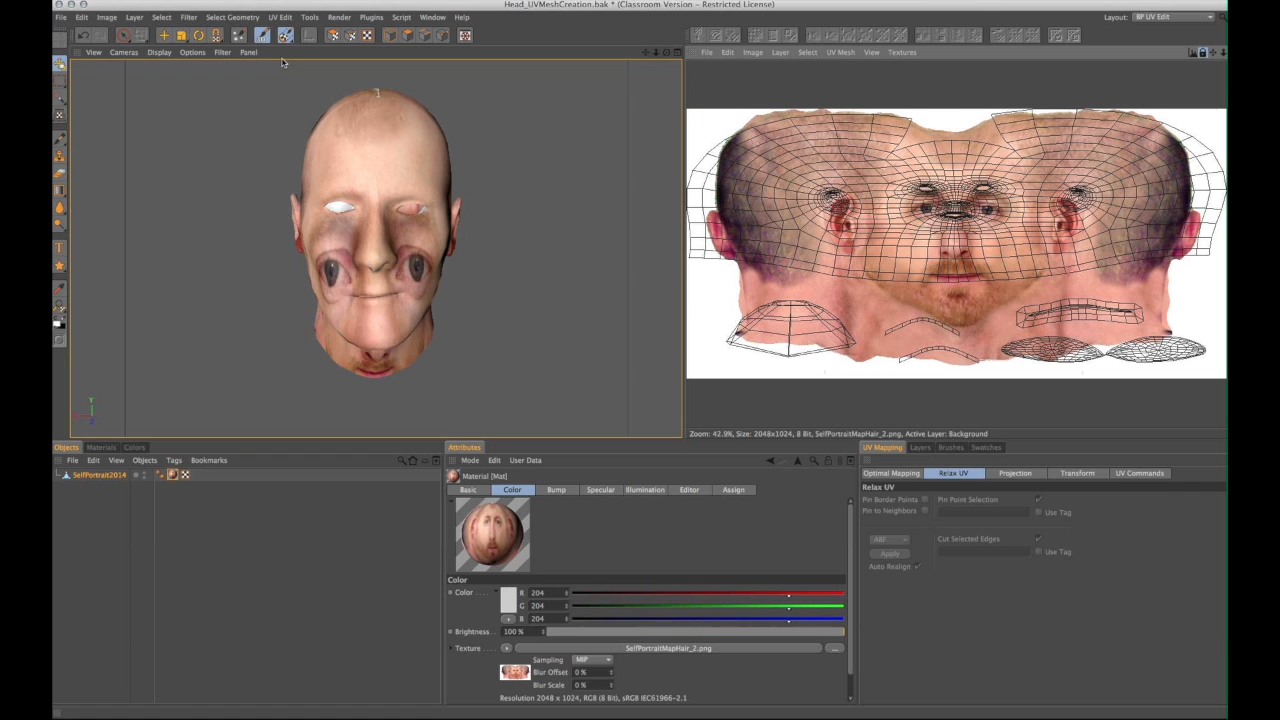 Head_UVMeshCreation.bak * (Classroom Version – Restricted License)
File Edit Image Layer Select Filter Select Geometry UV Edit Tools Render Plugins Script Window Help Layout: BP UV Edit
View Cameras Display Options Filter Panel
File Edit Image Layer Select UV Mesh View Textures
Zoom: 42.9%, Size: 2048x1024, 8 Bit, SelfPortraitMapHair_2.png, Active Layer: Background
Objects Materials Colors
File Edit View Objects Tags Bookmarks
SelfPortrait2014
Attributes
Mode Edit User Data
Material [Mat]
Basic Color Bump Specular Illumination Editor Assign
Color
Color R 204
G 204
B 204
Brightness 100 %
Texture SelfPortraitMapHair_2.png ...
Sampling MIP
Blur Offset 0 %
Blur Scale 0 %
Resolution 2048 x 1024, RGB (8 Bit), sRGB IEC61966-2.1
UV Mapping Layers Brushes Swatches
Optimal Mapping Relax UV Projection Transform UV Commands
Relax UV
Pin Border Points Pin Point Selection
Pin to Neighbors Use Tag
ABF Cut Selected Edges
Apply Use Tag
Auto Realign
Y